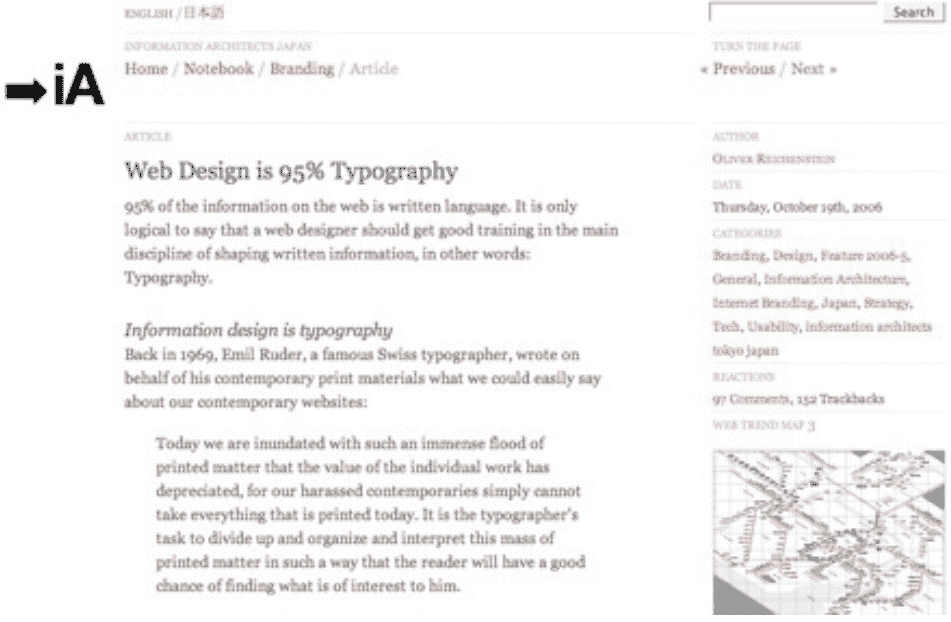 ENGLISH / 日本語
Search
INFORMATION ARCHITECTS JAPAN
Home / Notebook / Branding / Article
TURN THE PAGE
« Previous / Next »
iA
ARTICLE
Web Design is 95% Typography
95% of the information on the web is written language. It is only
logical to say that a web designer should get good training in the main
discipline of shaping written information, in other words:
Typography.
Information design is typography
Back in 1969, Emil Ruder, a famous Swiss typographer, wrote on
behalf of his contemporary print materials what we could easily say
about our contemporary websites:
Today we are inundated with such an immense flood of
printed matter that the value of the individual work has
depreciated, for our harassed contemporaries simply cannot
take everything that is printed today. It is the typographer's
task to divide up and organize and interpret this mass of
printed matter in such a way that the reader will have a good
chance of finding what is of interest to him.
AUTHOR
OLIVER REICHENSTEIN
DATE
Thursday, October 19th, 2006
CATEGORIES
Branding, Design, Feature 2006-5,
General, Information Architecture,
Internet Branding, Japan, Strategy,
Tech, Usability, information architects
tokyo japan
REACTIONS
97 Comments, 152 Trackbacks
WEB TREND MAP 3